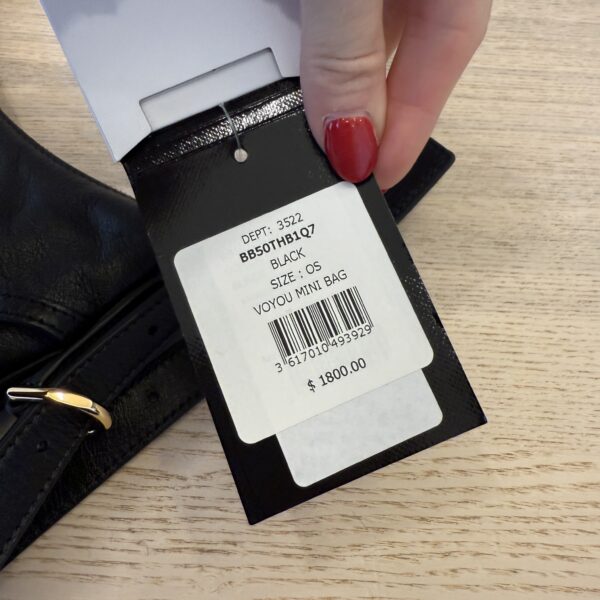 DEPT: 3522
BB50THB1Q7
BLACK
SIZE : OS
VOYOU MINI BAG
3 617010 493929
$ 1800.00